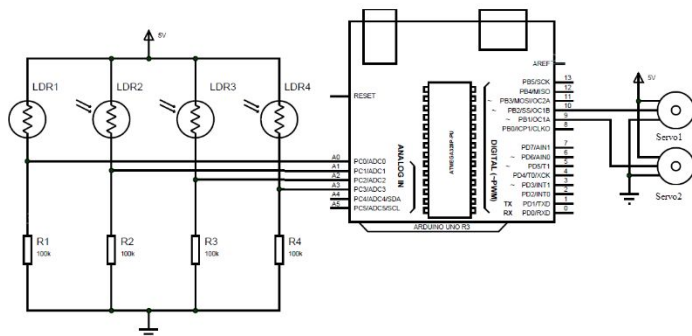 5V
LDR1
LDR2
LDR3
LDR4
R1
100k
R2
100k
R3
100k
R4
100k
RESET
A0
A1
A2
A3
A4
A5
PC0/ADC0
PC1/ADC1
PC2/ADC2
PC3/ADC3
PC4/ADC4/SDA
PC5/ADC5/SCL
ANALOG IN
ATMEGA328P-PU
DIGITAL (~PWM)
AREF
PB5/SCK 13
PB4/MISO 12
~ PB3/MOSI/OC2A 11
~ PB2/SS/OC1B 10
~ PB1/OC1A 9
PB0/ICP1/CLKO 8
PD7/AIN1 7
~ PD6/AIN0 6
~ PD5/T1 5
PD4/T0/XCK 4
~ PD3/INT1 3
PD2/INT0 2
TX PD1/TXD 1
RX PD0/RXD 0
ARDUINO UNO R3
5V
Servo1
Servo2